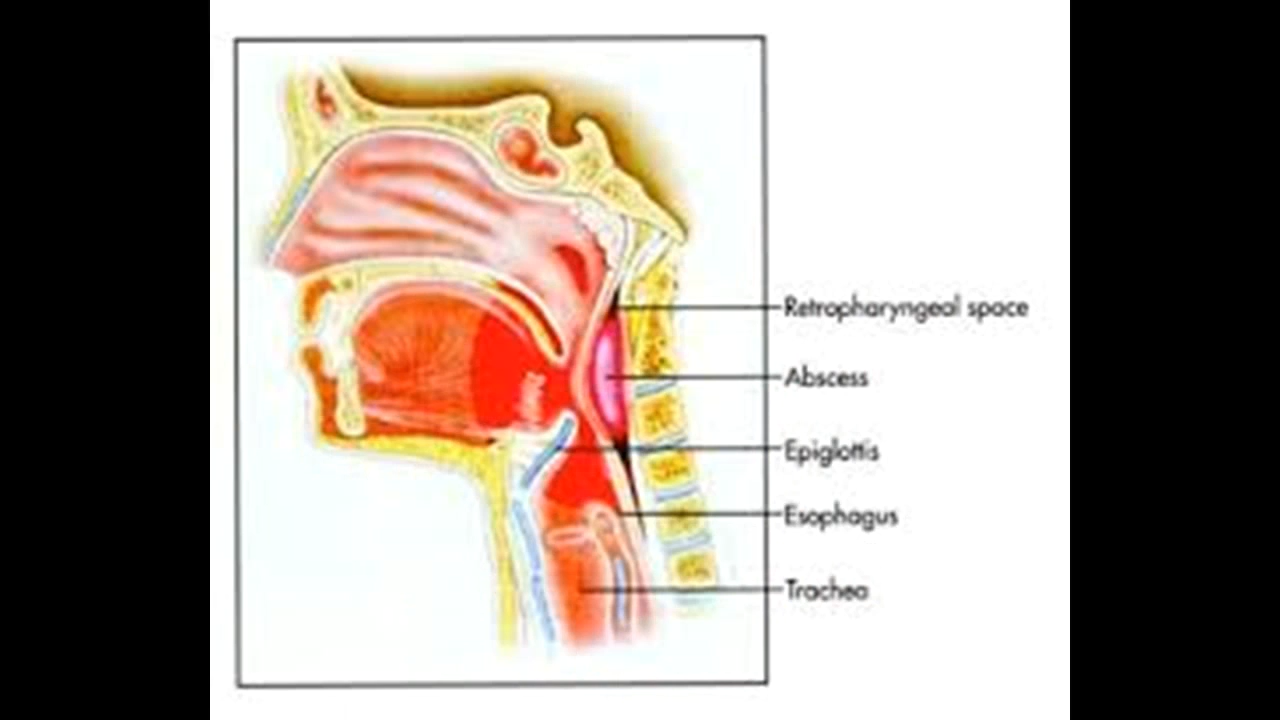 Retropharyngeal space
Abscess
Epiglottis
Esophagus
Trachea